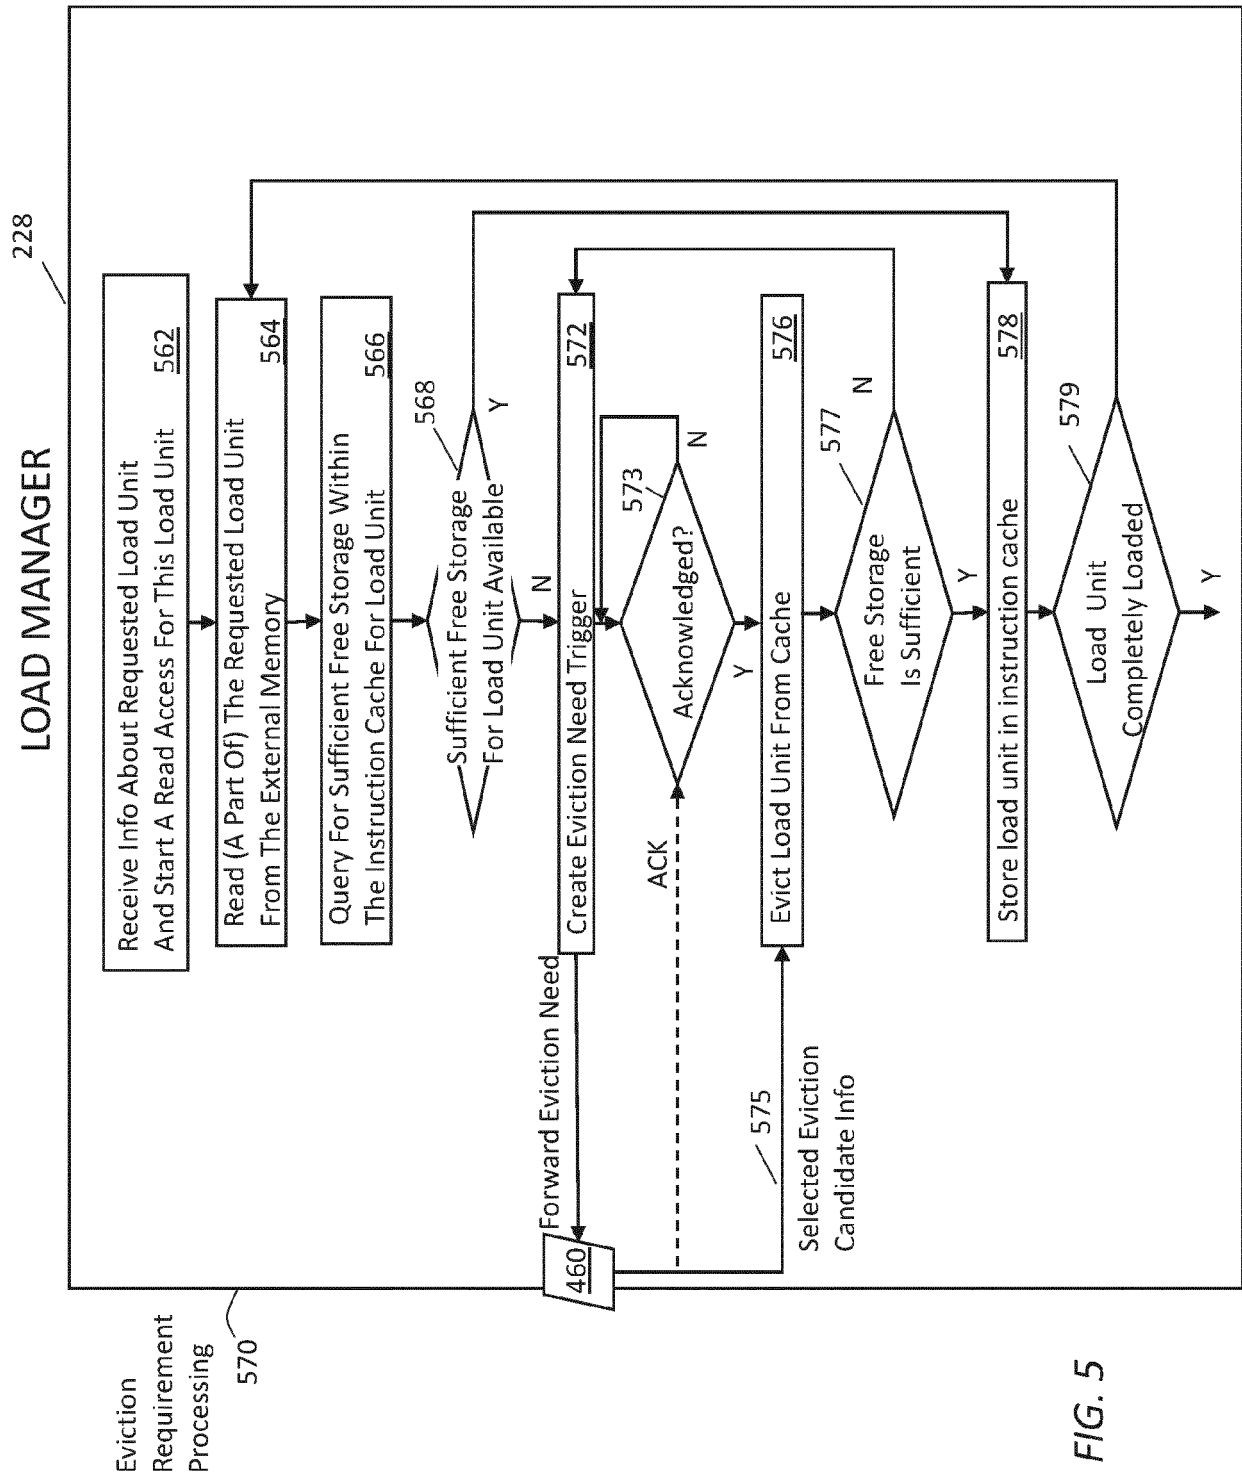 LOAD MANAGER
228
Receive Info About Requested Load Unit
And Start A Read Access For This Load Unit
562
Read (A Part Of) The Requested Load Unit
From The External Memory
564
Query For Sufficient Free Storage Within
The Instruction Cache For Load Unit
566
Sufficient Free Storage
For Load Unit Available
568
Y
N
Forward Eviction Need
Create Eviction Need Trigger
572
460
573
Acknowledged?
N
Y
ACK
575
Selected Eviction
Candidate Info
Evict Load Unit From Cache
576
577
Free Storage
Is Sufficient
N
Y
Store load unit in instruction cache
578
579
Load Unit
Completely Loaded
Y
Eviction
Requirement
Processing
570
FIG. 5